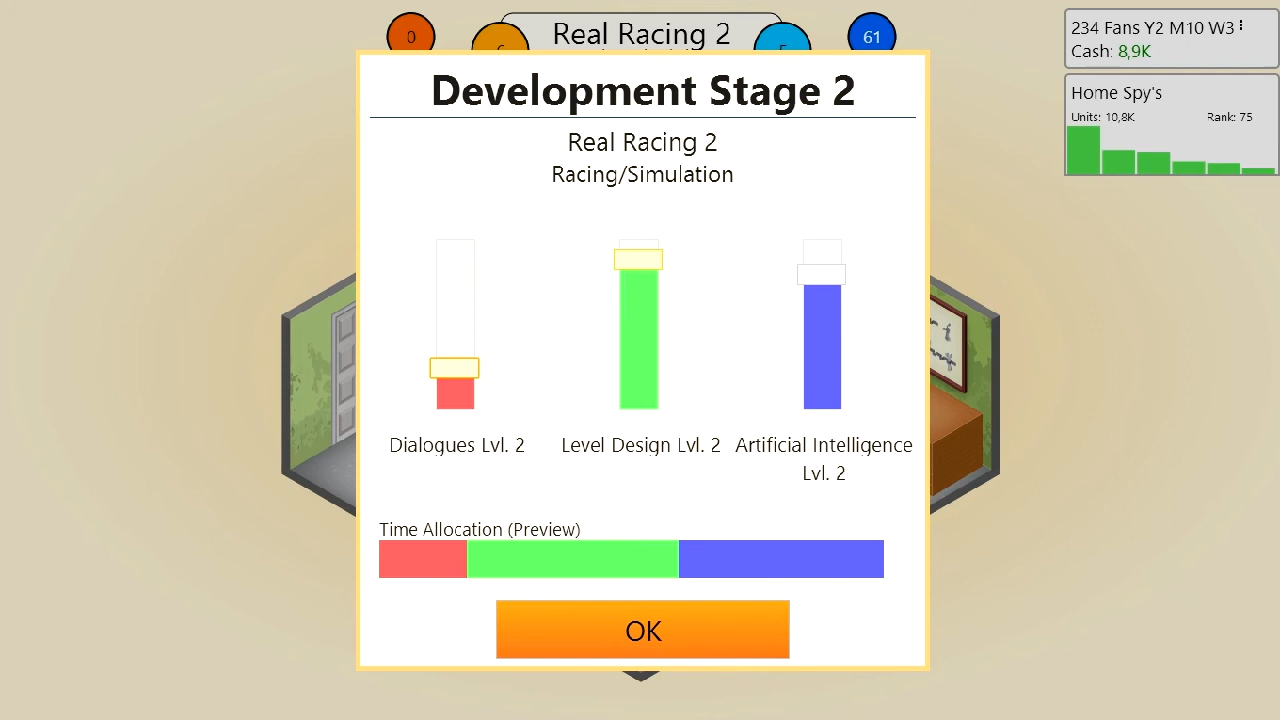 0
Real Racing 2
61
234 Fans Y2 M10 W3
Cash: 8,9K
Development Stage 2
Home Spy's
Units: 10,8K Rank: 75
Real Racing 2
Racing/Simulation
Dialogues Lvl. 2
Level Design Lvl. 2
Artificial Intelligence
Lvl. 2
Time Allocation (Preview)
OK